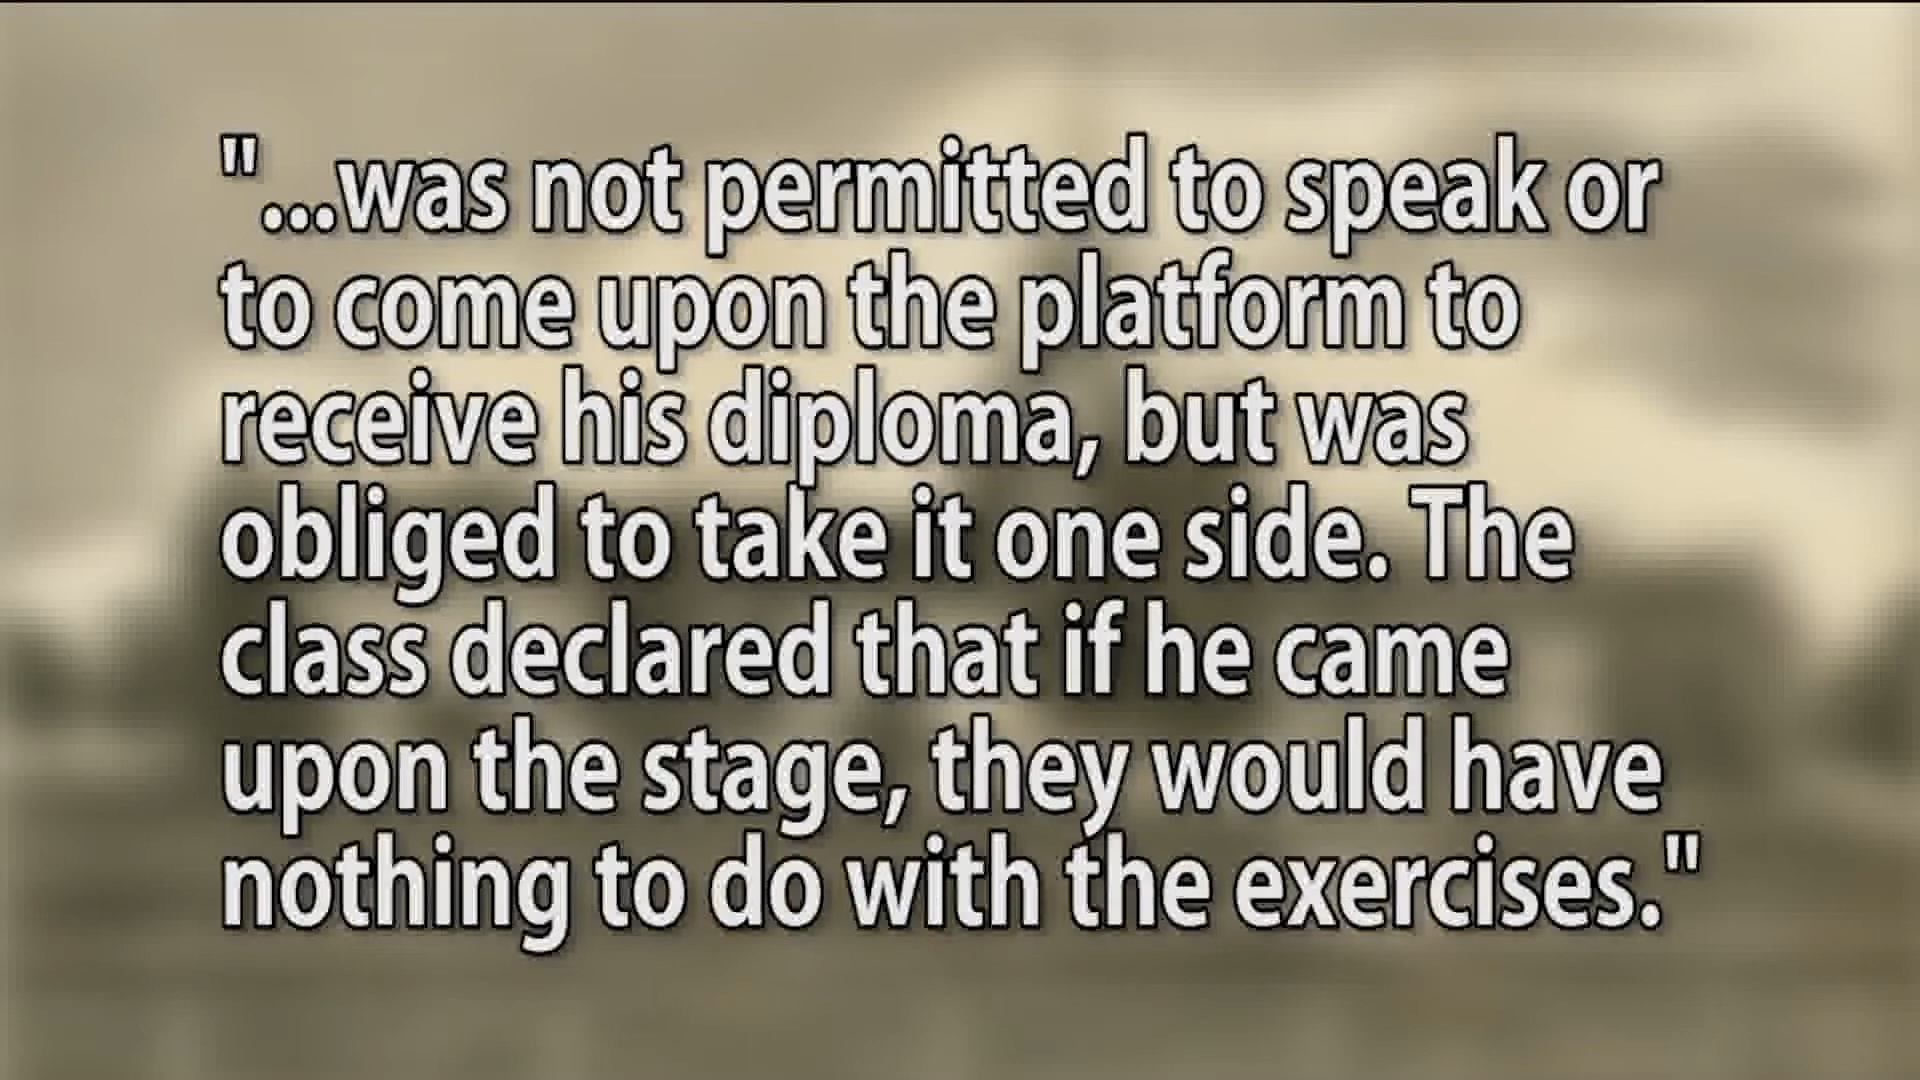 "...was not permitted to speak or
to come upon the platform to
receive his diploma, but was
obliged to take it one side. The
class declared that if he came
upon the stage, they would have
nothing to do with the exercises."